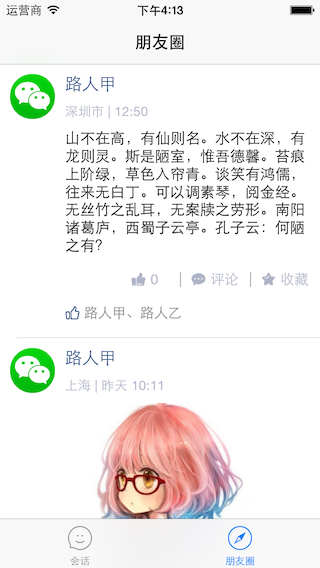 运营商 下午4:13
朋友圈
路人甲
深圳市 | 12:50
山不在高，有仙则名。水不在深，有
龙则灵。斯是陋室，惟吾德馨。苔痕
上阶绿，草色入帘青。谈笑有鸿儒，
往来无白丁。可以调素琴，阅金经。
无丝竹之乱耳，无案牍之劳形。南阳
诸葛庐，西蜀子云亭。孔子云：何陋
之有?
0 评论 收藏
路人甲、路人乙
路人甲
上海 | 昨天 10:11
会话 朋友圈